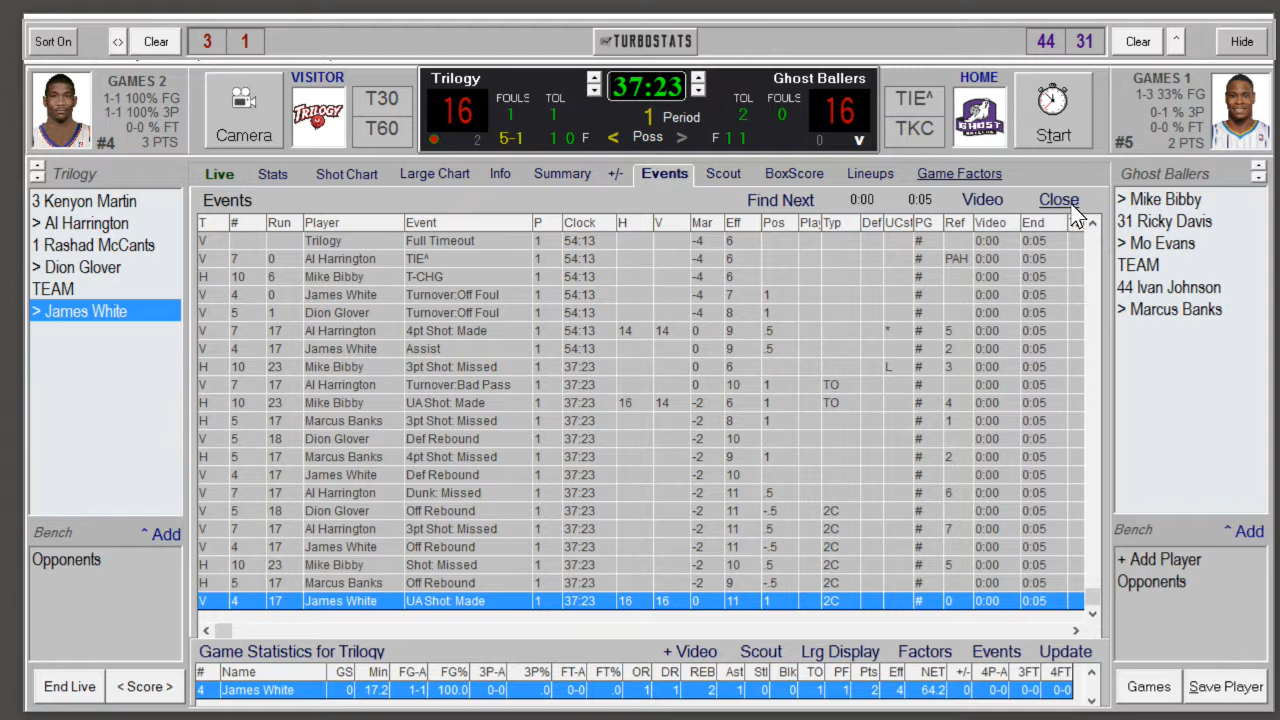 Sort On <> Clear 3 1 TURBOSTATS 44 31 Clear ^ Hide
GAMES 2
1-1 100% FG
1-1 100% 3P
0-0 % FT
#4 3 PTS
Camera
VISITOR
TRILOGY
T30
T60
Trilogy 37:23 Ghost Ballers
16 FOULS TOL 1 Period TOL FOULS 16
1 1 2 0
2 5-1 1 0 F < Poss > F 1 1 0 v
TIE^
TKC
HOME
GHOST
Start
GAMES 1
1-3 33% FG
0-1 % 3P
0-0 % FT
#5 2 PTS
Trilogy
3 Kenyon Martin
> Al Harrington
1 Rashad McCants
> Dion Glover
TEAM
> James White
Bench ^ Add
Opponents
End Live < Score >
Live Stats Shot Chart Large Chart Info Summary +/- Events Scout BoxScore Lineups Game Factors
Events Find Next 0:00 0:05 Video Close
T # Run Player Event P Clock H V Mar Eff Pos Play Typ Def UCsf PG Ref Video End
V Trilogy Full Timeout 1 54:13 -4 6 # 0:00 0:05
V 7 0 Al Harrington TIE^ 1 54:13 -4 6 # PAH 0:00 0:05
H 10 6 Mike Bibby T-CHG 1 54:13 -4 6 # 0:00 0:05
V 4 0 James White Turnover:Off Foul 1 54:13 -4 7 1 # 0:00 0:05
V 5 1 Dion Glover Turnover:Off Foul 1 54:13 -4 8 1 # 0:00 0:05
V 7 17 Al Harrington 4pt Shot: Made 1 54:13 14 14 0 9 .5 * # 5 0:00 0:05
V 4 17 James White Assist 1 54:13 0 9 .5 # 2 0:00 0:05
H 10 23 Mike Bibby 3pt Shot: Missed 1 37:23 0 6 L # 3 0:00 0:05
V 7 17 Al Harrington Turnover:Bad Pass 1 37:23 0 10 1 TO # 0:00 0:05
H 10 23 Mike Bibby UA Shot: Made 1 37:23 16 14 -2 6 1 TO # 4 0:00 0:05
H 5 17 Marcus Banks 3pt Shot: Missed 1 37:23 -2 8 1 # 1 0:00 0:05
V 5 18 Dion Glover Def Rebound 1 37:23 -2 10 # 0:00 0:05
H 5 17 Marcus Banks 4pt Shot: Missed 1 37:23 -2 9 1 # 2 0:00 0:05
V 4 17 James White Def Rebound 1 37:23 -2 10 # 0:00 0:05
V 7 17 Al Harrington Dunk: Missed 1 37:23 -2 11 .5 # 6 0:00 0:05
V 5 18 Dion Glover Off Rebound 1 37:23 -2 11 -.5 2C # 0:00 0:05
V 7 17 Al Harrington 3pt Shot: Missed 1 37:23 -2 11 .5 2C # 7 0:00 0:05
V 4 17 James White Off Rebound 1 37:23 -2 11 -.5 2C # 0:00 0:05
H 10 23 Mike Bibby Shot: Missed 1 37:23 -2 6 .5 2C # 5 0:00 0:05
H 5 17 Marcus Banks Off Rebound 1 37:23 -2 9 -.5 2C # 0:00 0:05
V 4 17 James White UA Shot: Made 1 37:23 16 16 0 11 1 2C # 0 0:00 0:05
Game Statistics for Trilogy + Video Scout Lrg Display Factors Events Update
# Name GS Min FG-A FG% 3P-A 3P% FT-A FT% OR DR REB Ast Stl Blk TO PF Pts Eff NET +/- 4P-A 3FT 4FT
4 James White 0 17.2 1-1 100.0 0-0 .0 0-0 .0 1 1 2 1 0 0 1 1 2 4 64.2 0 0-0 0-0 0-0
Ghost Ballers
> Mike Bibby
31 Ricky Davis
> Mo Evans
TEAM
44 Ivan Johnson
> Marcus Banks
Bench ^ Add
+ Add Player
Opponents
Games Save Player